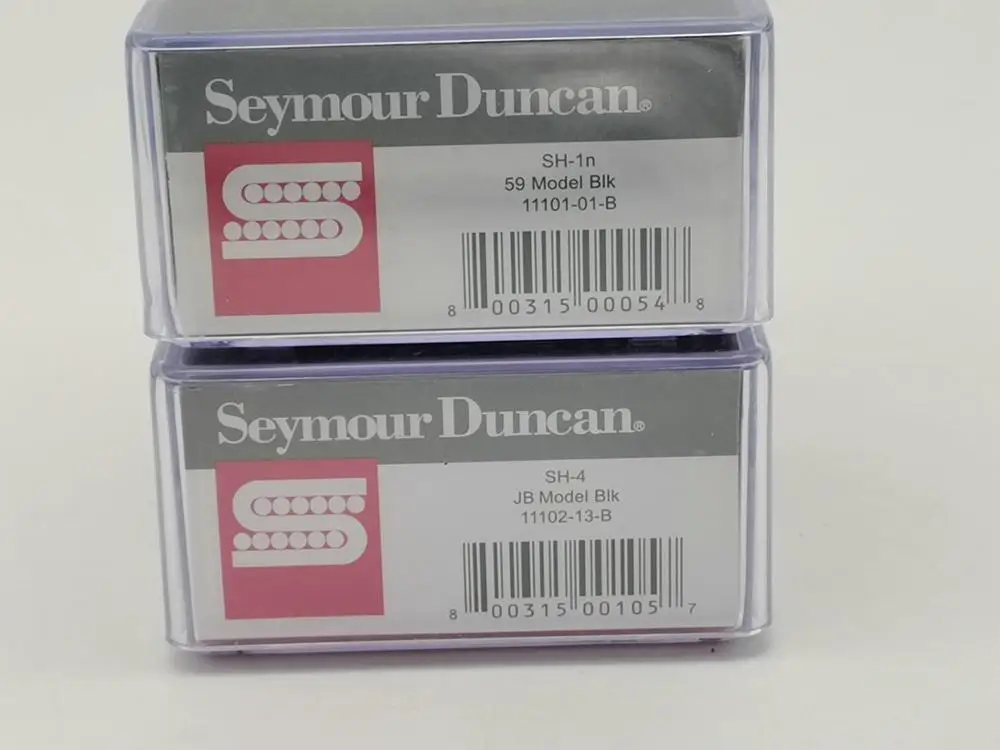 Seymour Duncan®
SH-1n
59 Model Blk
11101-01-B
8 00315 00054 8
Seymour Duncan®
SH-4
JB Model Blk
11102-13-B
8 00315 00105 7